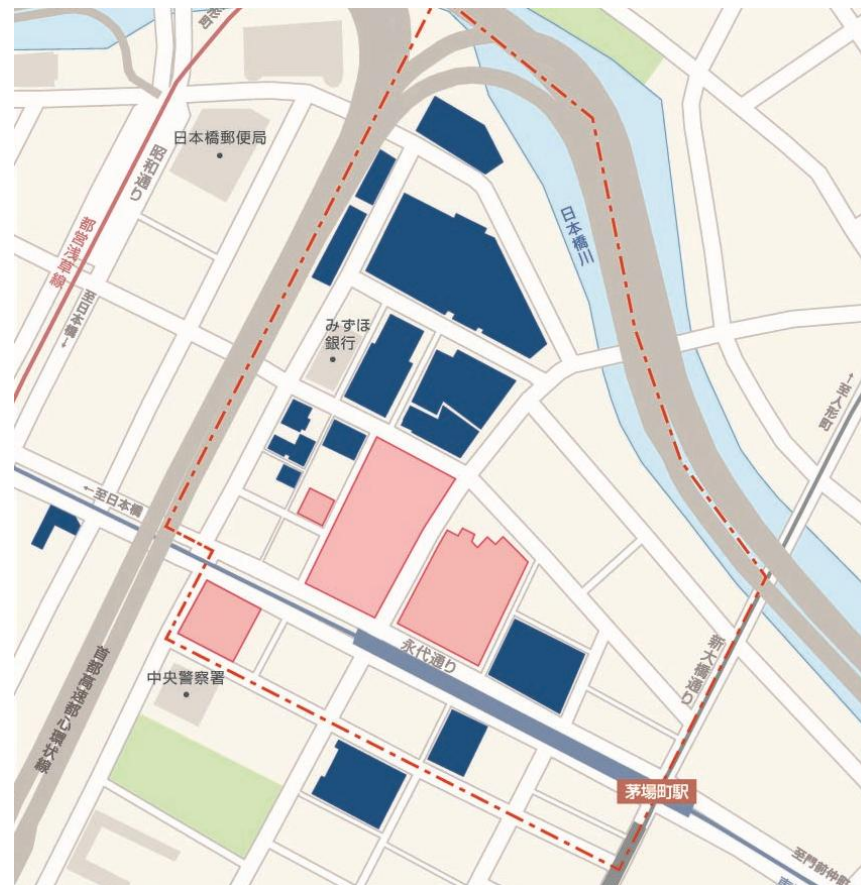 日本橋郵便局
昭和通り
都営浅草線
至日本橋→
日本橋川
みずほ
銀行
←至人形町
←至日本橋
首都高速都心環状線
中央警察署
永代通り
新大橋通り
茅場町駅
至門前仲町